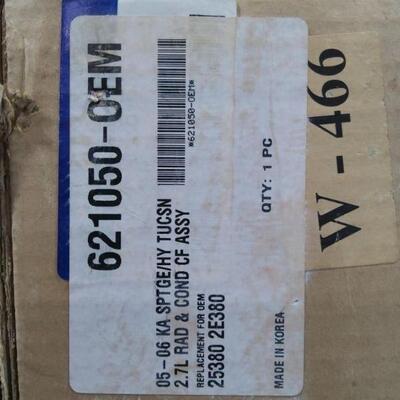 621050-OEM
*621050-OEM*
05 - 06 KA SPTGE/HY TUCSN
2.7L RAD & COND CF ASSY
REPLACEMENT FOR OEM
25380 2E380
QTY: 1 PC
MADE IN KOREA
W - 466